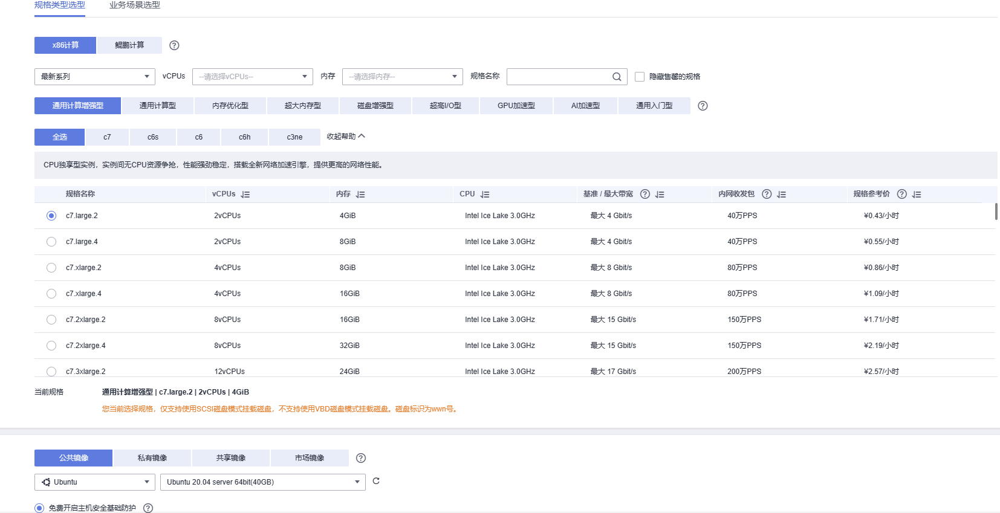 规格类型选型 业务场景选型
x86计算 鲲鹏计算
最新系列 vCPUs --请选择vCPUs-- 内存 --请选择内存-- 规格名称 隐藏售罄的规格
通用计算增强型 通用计算型 内存优化型 超大内存型 磁盘增强型 超高I/O型 GPU加速型 AI加速型 通用入门型
全选 c7 c6s c6 c6h c3ne 收起帮助
CPU独享型实例，实例间无CPU资源争抢，性能强劲稳定，搭载全新网络加速引擎，提供更高的网络性能。
规格名称 vCPUs 内存 CPU 基准 / 最大带宽 内网收发包 规格参考价
c7.large.2 2vCPUs 4GiB Intel Ice Lake 3.0GHz 最大 4 Gbit/s 40万PPS ¥0.43/小时
c7.large.4 2vCPUs 8GiB Intel Ice Lake 3.0GHz 最大 4 Gbit/s 40万PPS ¥0.55/小时
c7.xlarge.2 4vCPUs 8GiB Intel Ice Lake 3.0GHz 最大 8 Gbit/s 80万PPS ¥0.86/小时
c7.xlarge.4 4vCPUs 16GiB Intel Ice Lake 3.0GHz 最大 8 Gbit/s 80万PPS ¥1.09/小时
c7.2xlarge.2 8vCPUs 16GiB Intel Ice Lake 3.0GHz 最大 15 Gbit/s 150万PPS ¥1.71/小时
c7.2xlarge.4 8vCPUs 32GiB Intel Ice Lake 3.0GHz 最大 15 Gbit/s 150万PPS ¥2.19/小时
c7.3xlarge.2 12vCPUs 24GiB Intel Ice Lake 3.0GHz 最大 17 Gbit/s 200万PPS ¥2.57/小时
当前规格 通用计算增强型 | c7.large.2 | 2vCPUs | 4GiB
您当前选择规格，仅支持使用SCSI磁盘模式挂载磁盘，不支持使用VBD磁盘模式挂载磁盘。磁盘标识为wwn号。
公共镜像 私有镜像 共享镜像 市场镜像
Ubuntu Ubuntu 20.04 server 64bit(40GB)
免费开启主机安全基础防护